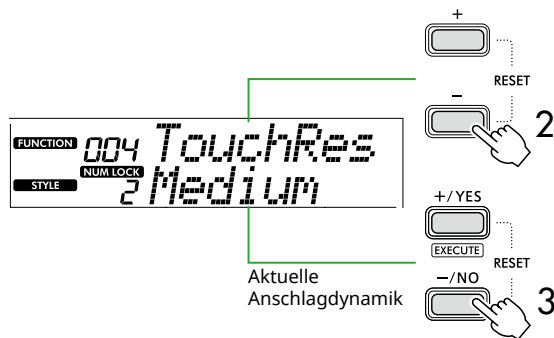 +
RESET
−
2
FUNCTION 004 TouchRes
NUM LOCK
STYLE 2 Medium
+/YES
EXECUTE
RESET
−/NO
3
Aktuelle
Anschlagdynamik